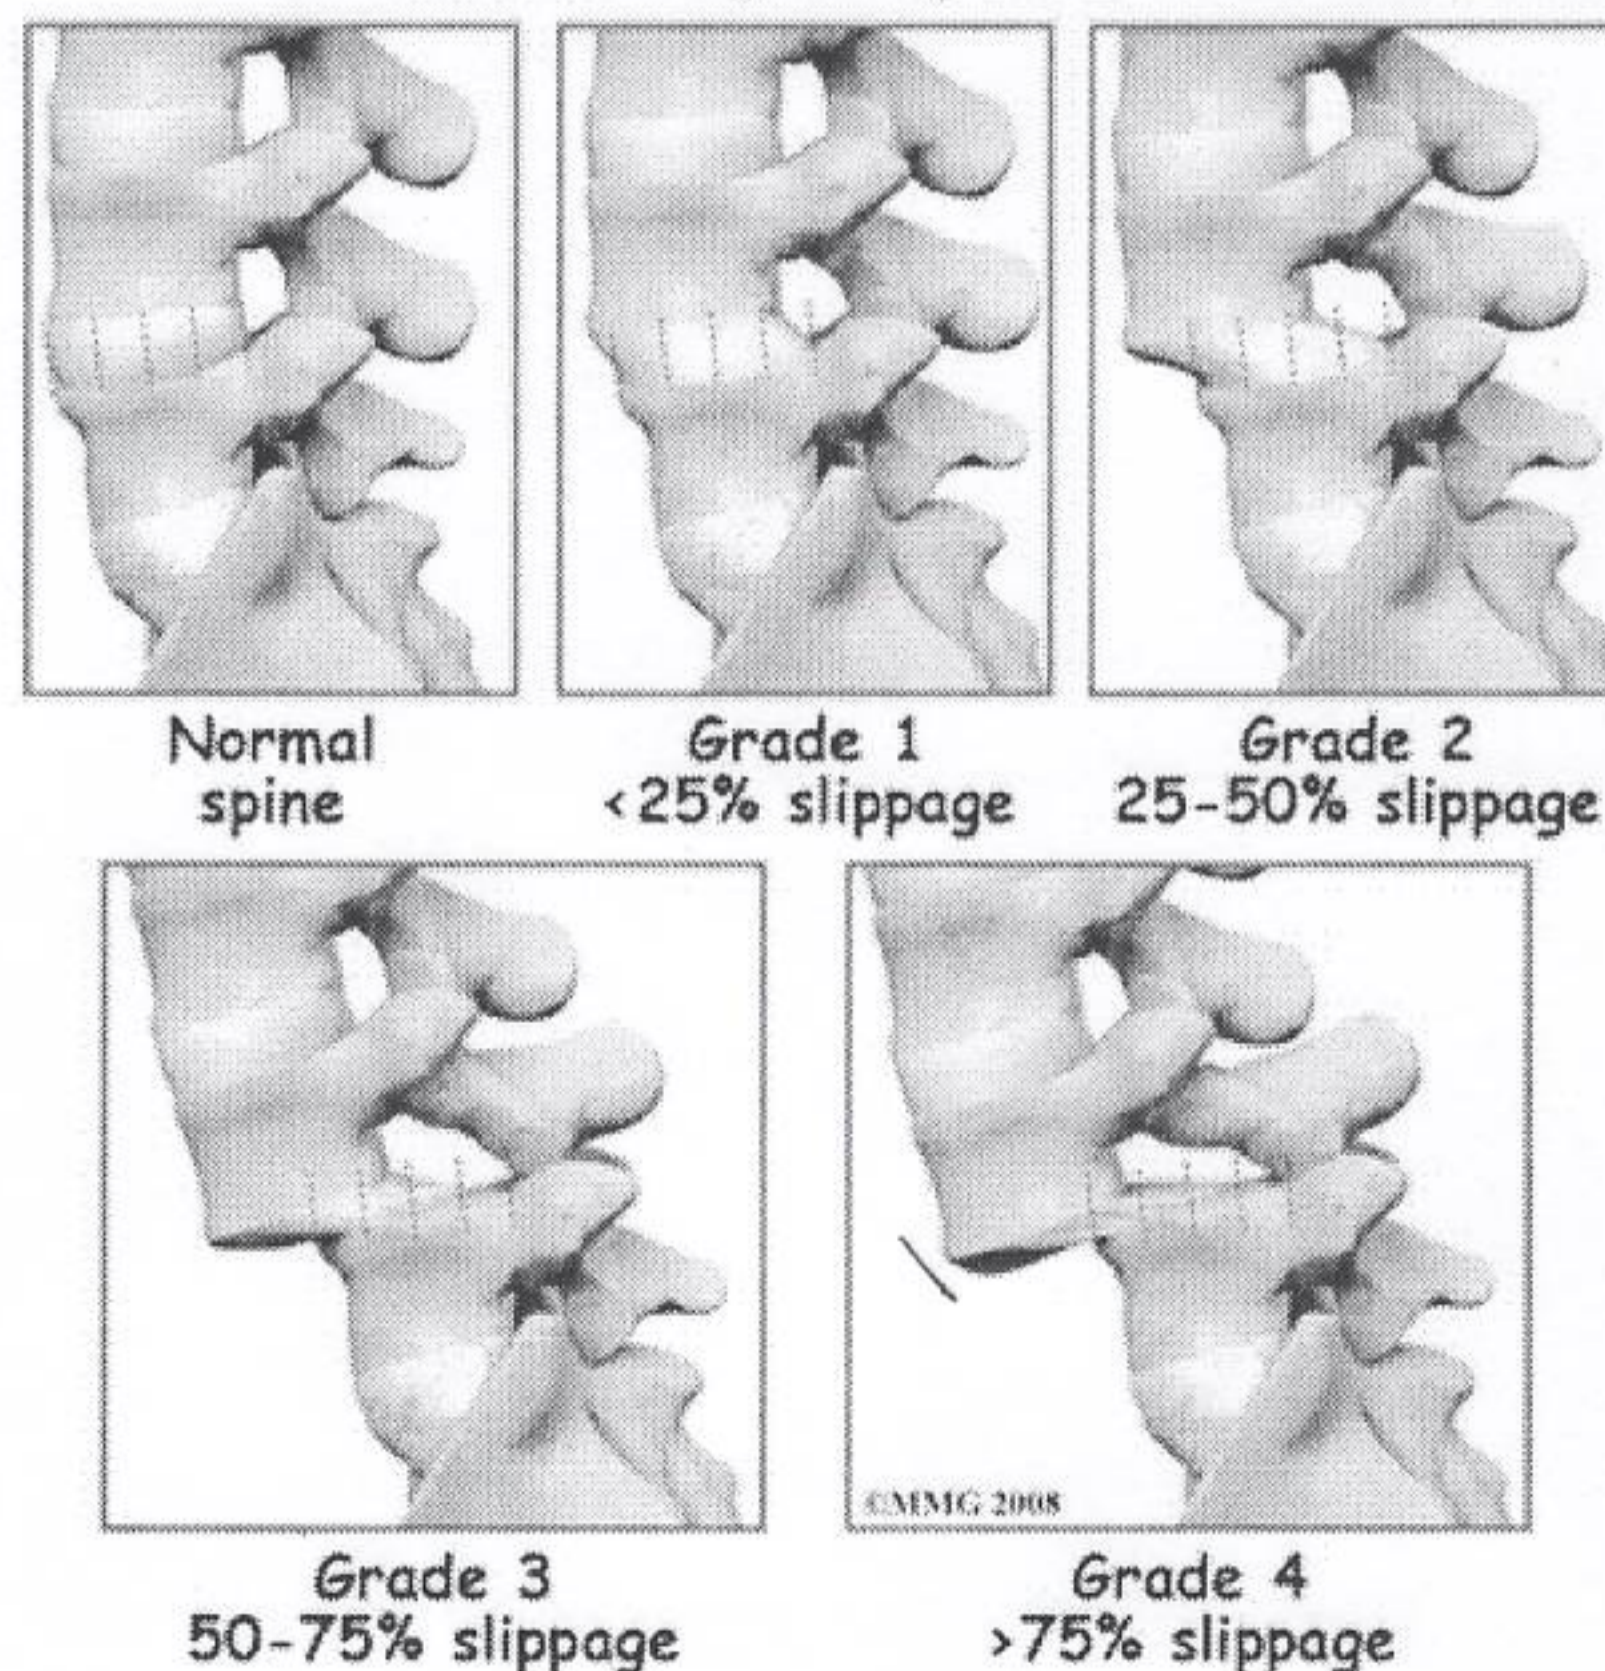 Normal
spine
Grade 1
<25% slippage
Grade 2
25-50% slippage
©MMG 2008
Grade 3
50-75% slippage
Grade 4
>75% slippage